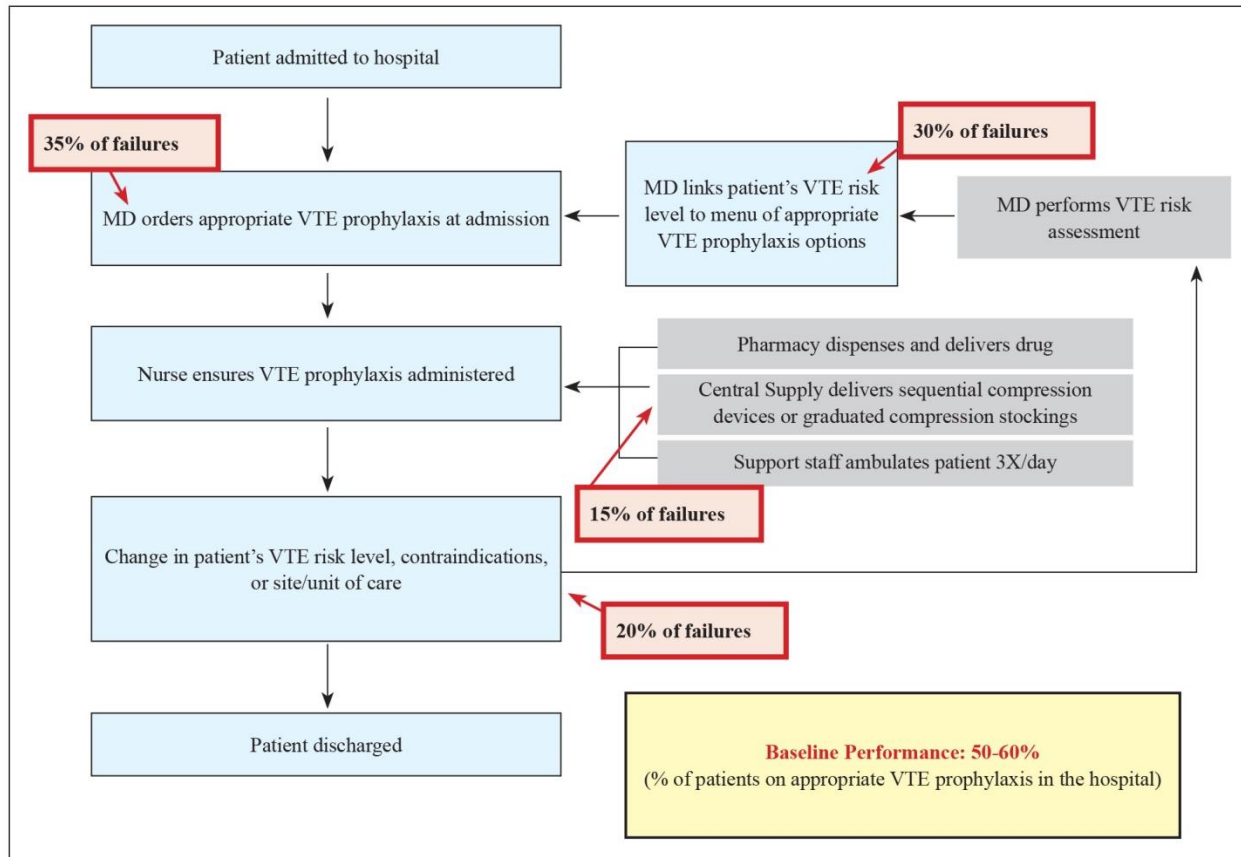 Patient admitted to hospital
35% of failures
30% of failures
MD orders appropriate VTE prophylaxis at admission
MD links patient’s VTE risk
level to menu of appropriate
VTE prophylaxis options
MD performs VTE risk
assessment
Nurse ensures VTE prophylaxis administered
Pharmacy dispenses and delivers drug
Central Supply delivers sequential compression
devices or graduated compression stockings
Support staff ambulates patient 3X/day
15% of failures
Change in patient’s VTE risk level, contraindications,
or site/unit of care
20% of failures
Patient discharged
Baseline Performance: 50-60%
(% of patients on appropriate VTE prophylaxis in the hospital)